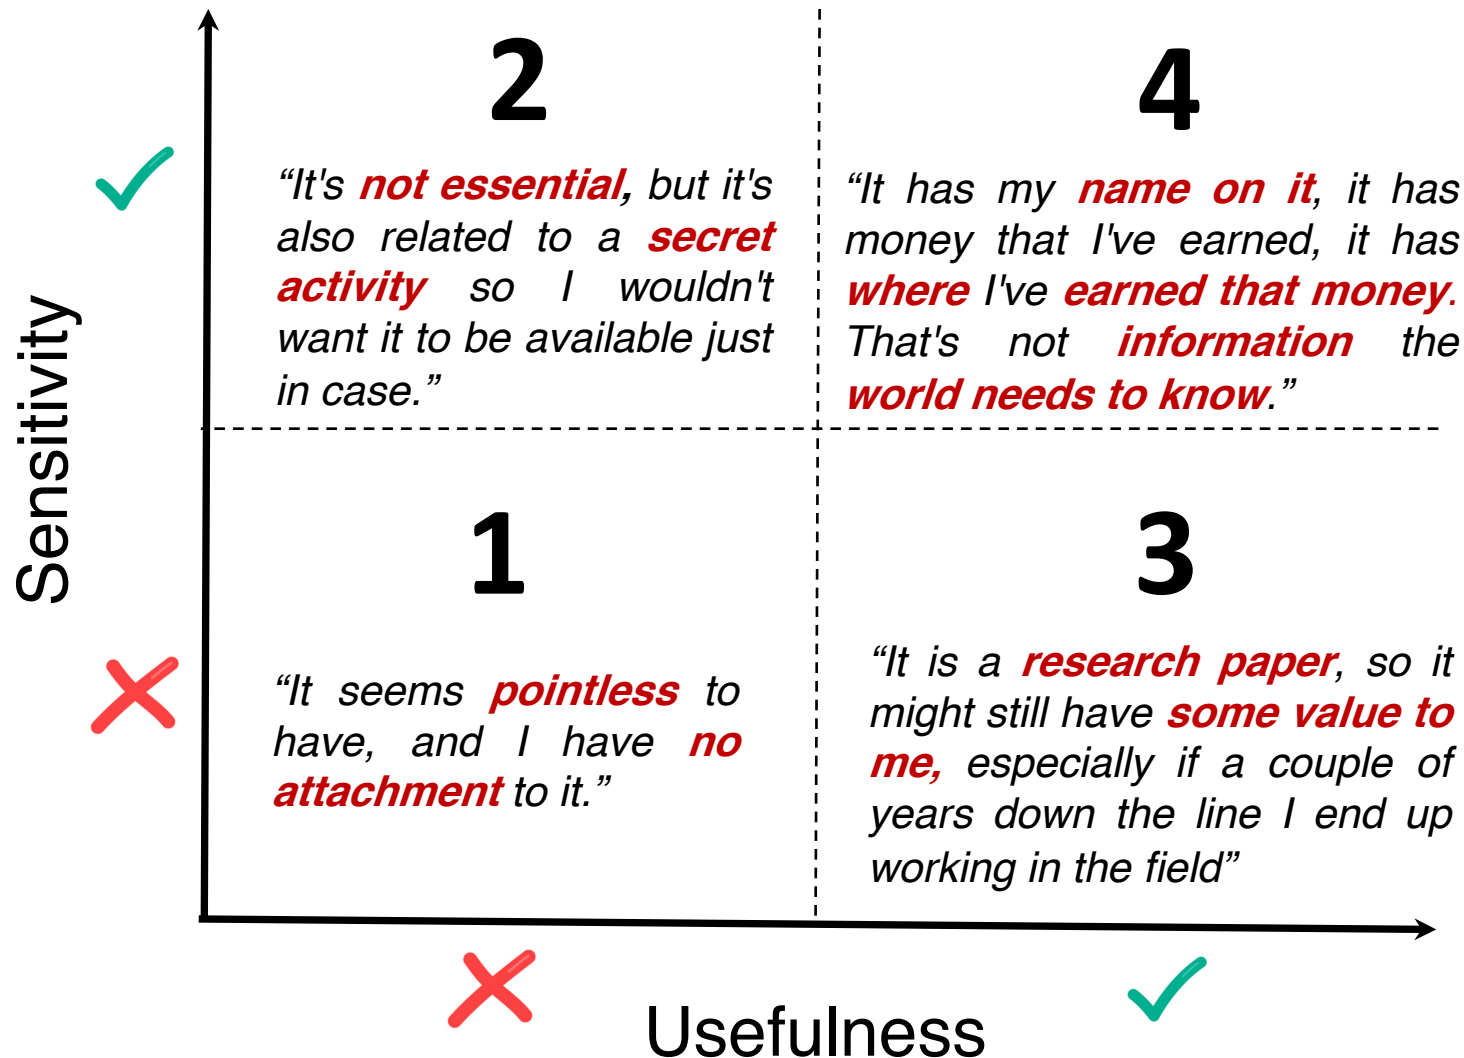 2
“It's not essential, but it's
also related to a secret
activity so I wouldn't
want it to be available just
in case.”
4
“It has my name on it, it has
money that I've earned, it has
where I've earned that money.
That's not information the
world needs to know.”
Sensitivity
1
“It seems pointless to
have, and I have no
attachment to it.”
3
“It is a research paper, so it
might still have some value to
me, especially if a couple of
years down the line I end up
working in the field”
Usefulness